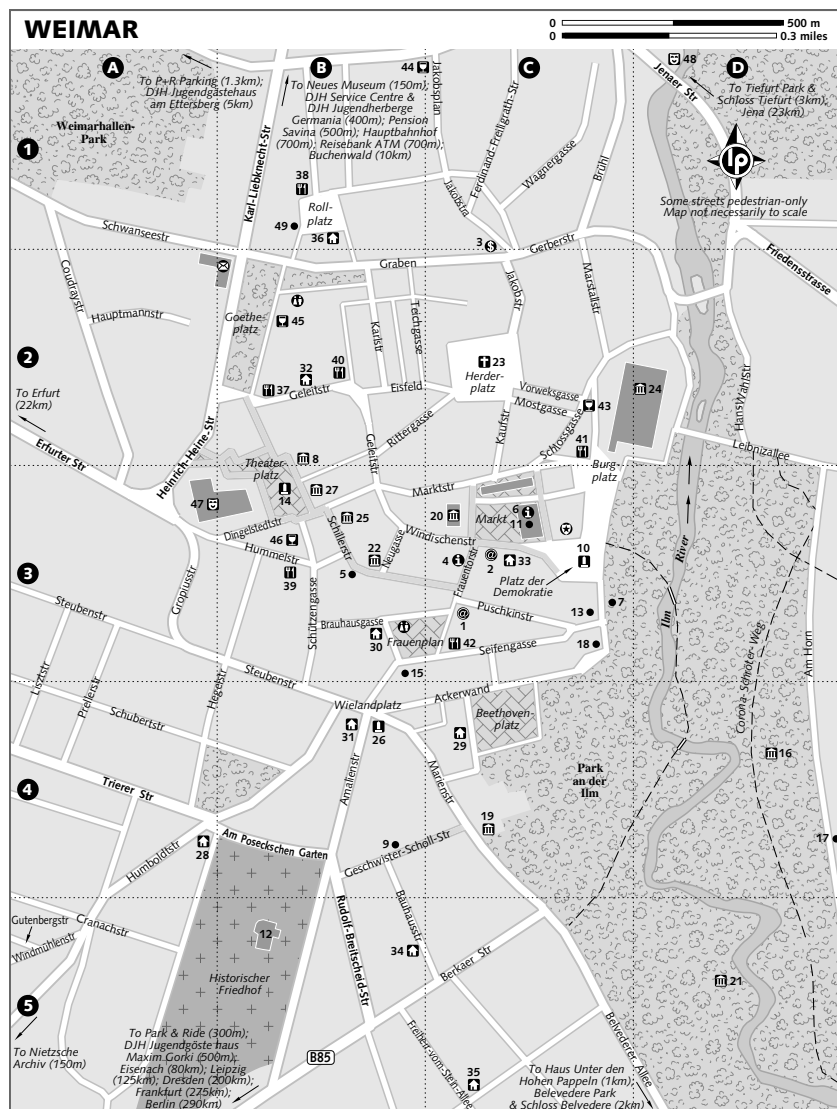 WEIMAR
0 500 m
0 0.3 miles
A
B
C
D
To P+R Parking (1.3km);
DJH Jugendgästehaus
am Ettersberg
(5km)
To Neues Museum (150m);
DJH Service Centre &
DJH Jugendherberge
Germania (400m); Pension
Savina (500m); Hauptbahnhof
(700m); Reisebank ATM (700m);
Buchenwald (10km)
44
Jakobsplan
48
Jenaer Str
To Tiefurt Park &
Schloss Tiefurt (3km);
Jena (23km)
lp
Some streets pedestrian-only
Map not necessarily to scale
Weimarhallen-
Park
1
Karl-Liebknecht-Str
Ferdinand-Freiligrath-Str
Wagnergasse
Brühl
38
Roll-
platz
49
36
Jakobstra
Schwanseestr
3
$
Gerberstr
Friedensstrasse
Graben
Coudraystr
Hauptmannstr
Goethe-
platz
45
Karlstr
Teichgasse
Jakobstr
Marstallstr
2
32
40
23
Herder-
platz
24
HansWahlstr
37
Geleitstr
Eisfeld
Vorweksgasse
Mostgasse
43
To Erfurt
(22km)
Erfurter Str
Heinrich-Heine-Str
Rittergasse
Geleitstr
Kaufstr
Schlossgasse
41
Leibnizallee
Theater-
platz
8
Burg-
platz
14
27
Marktstr
47
Dingelstedtstr
25
Schillerstr
20
Markt
6
11
46
Hummelstr
22
Neugasse
Windischenstr
4
Frauentorstr
2
33
10
River
Ilm
3
39
5
Platz der
Demokratie
Gropiusstr
Steubenstr
Schützengasse
Brauhausgasse
Frauenplan
1
Puschkinstr
13
7
30
42
Seifengasse
18
Corona-Schröter-Weg
Am Horn
15
Lisztstr
Prellerstr
Hegelstr
Steubenstr
Schubertstr
Wielandplatz
Ackerwand
Beethoven-
platz
31
26
29
16
Park
an der
Ilm
4
Trierer Str
Amalienstr
Marienstr
19
17
Am Poseckschen Garten
28
9
Geschwister-Scholl-Str
Humboldtstr
Bauhausstr
Rudolf-Breitscheid-Str
Gutenbergstr
Cranachstr
Windmühlenstr
12
34
Berkaer Str
Historischer
Friedhof
21
5
To Nietzsche
Archiv (150m)
To Park & Ride (300m);
DJH Jugendgöste haus
Maxim Gorki (500m);
Eisenach (80km); Leipzig
(125km); Dresden (200km);
Frankfurt (275km);
Berlin (290km)
B85
Freiherr-vom-Stein-Allee
35
Belvederer Allee
To Haus Unter den
Hohen Pappeln (1km);
Belevedere Park
& Schloss Belvedere (2km)